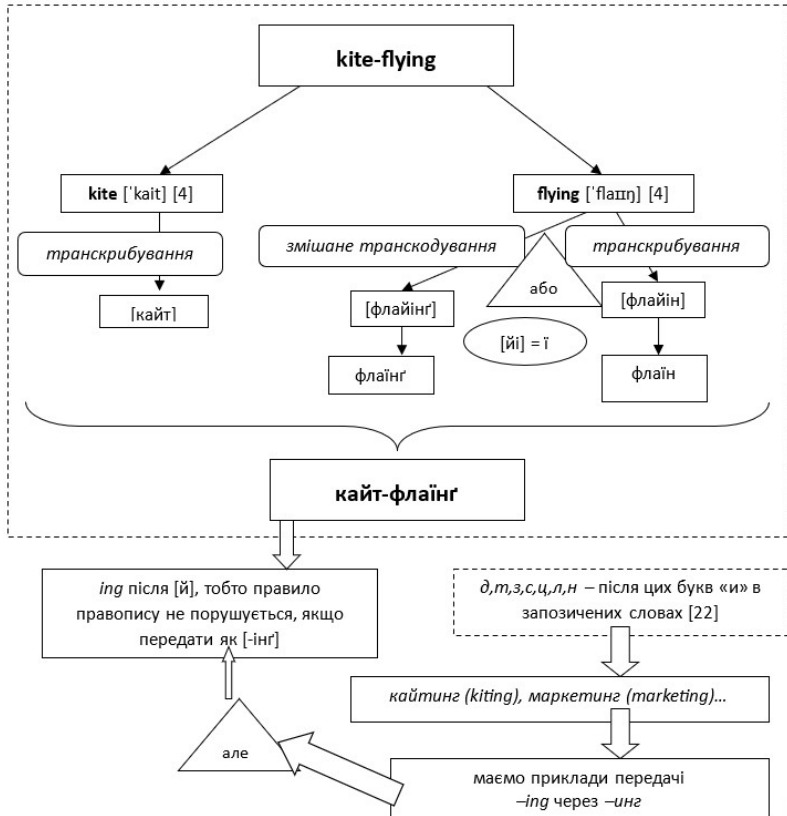 kite-flying
kite ['kait] [4]
flying ['flaɪɪŋ] [4]
транскрибування
змішане транскодування
транскрибування
або
[кайт]
[флайінґ]
[флайін]
[йі] = ї
флаїнґ
флаїн
кайт-флаїнґ
ing після [й], тобто правило
правопису не порушується, якщо
передати як [-інґ]
д,т,з,с,ц,л,н – після цих букв «и» в
запозичених словах [22]
кайтинг (kiting), маркетинг (marketing)...
але
маємо приклади передачі
–ing через –инг